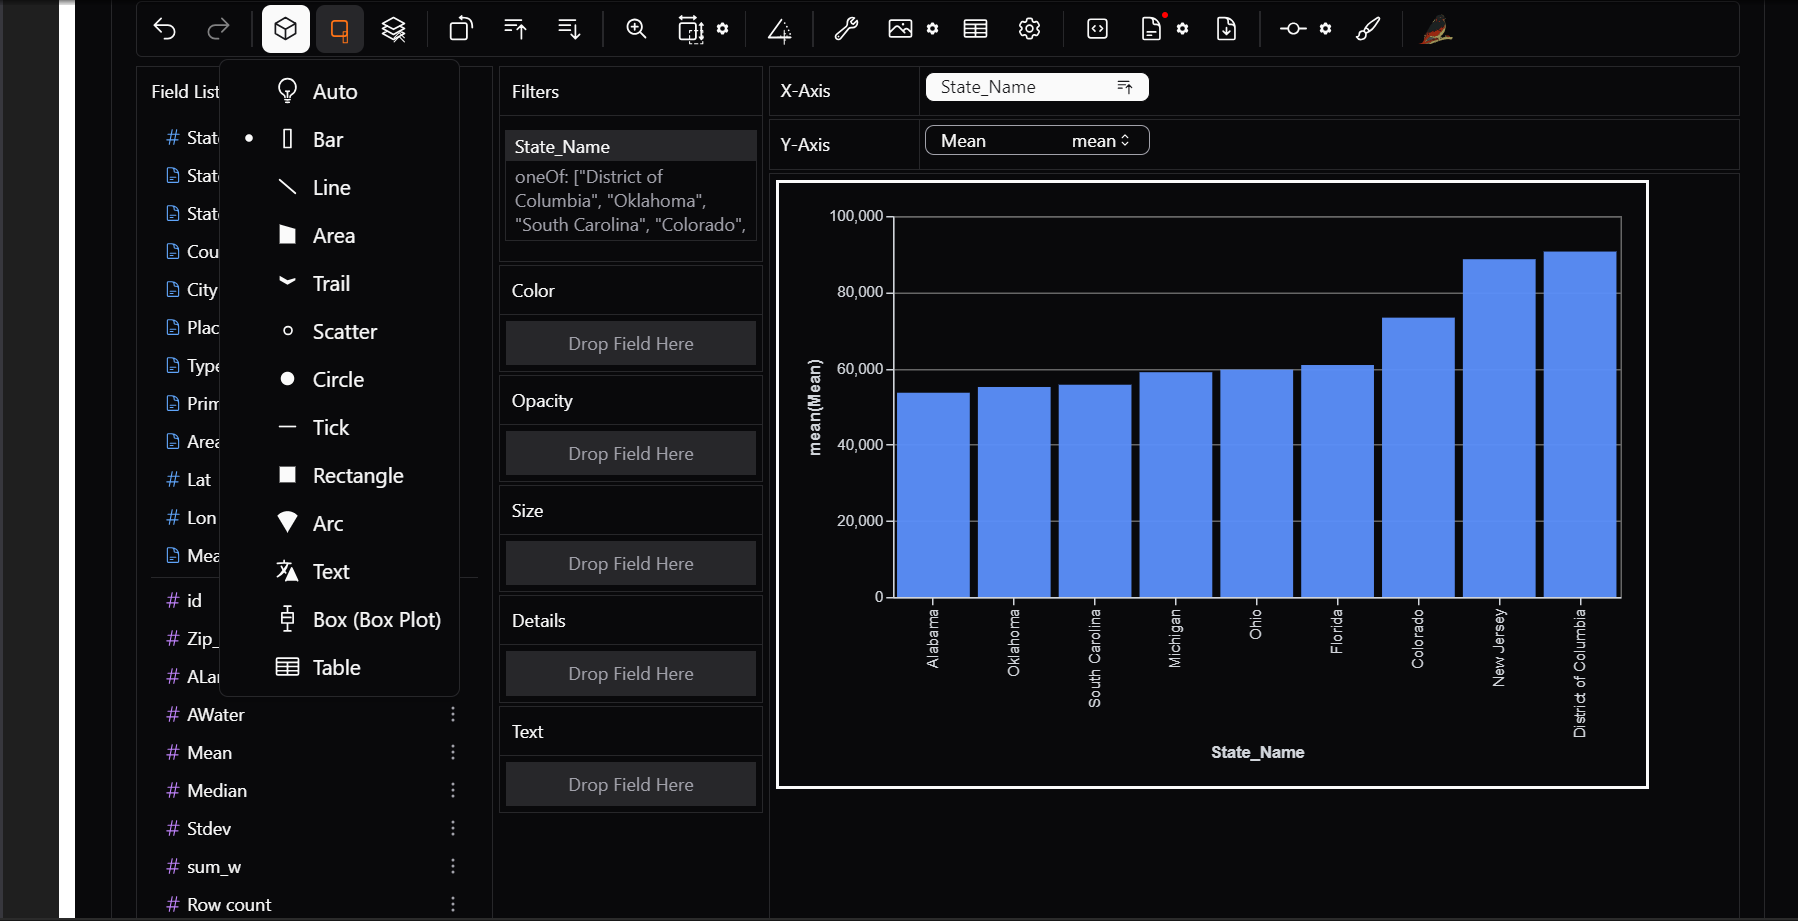 Field List
State
State
State
Cou
City
Plac
Type
Prim
Area
Lat
Lon
Mea
id
Zip_
ALan
AWater
Mean
Median
Stdev
sum_w
Row count
Auto
Bar
Line
Area
Trail
Scatter
Circle
Tick
Rectangle
Arc
Text
Box (Box Plot)
Table
Filters
State_Name
oneOf: ["District of
Columbia", "Oklahoma",
"South Carolina", "Colorado",
Color
Drop Field Here
Opacity
Drop Field Here
Size
Drop Field Here
Details
Drop Field Here
Text
Drop Field Here
X-Axis
State_Name
Y-Axis
Mean mean
100,000
80,000
60,000
40,000
20,000
0
mean(Mean)
Alabama
Oklahoma
South Carolina
Michigan
Ohio
Florida
Colorado
New Jersey
District of Columbia
State_Name